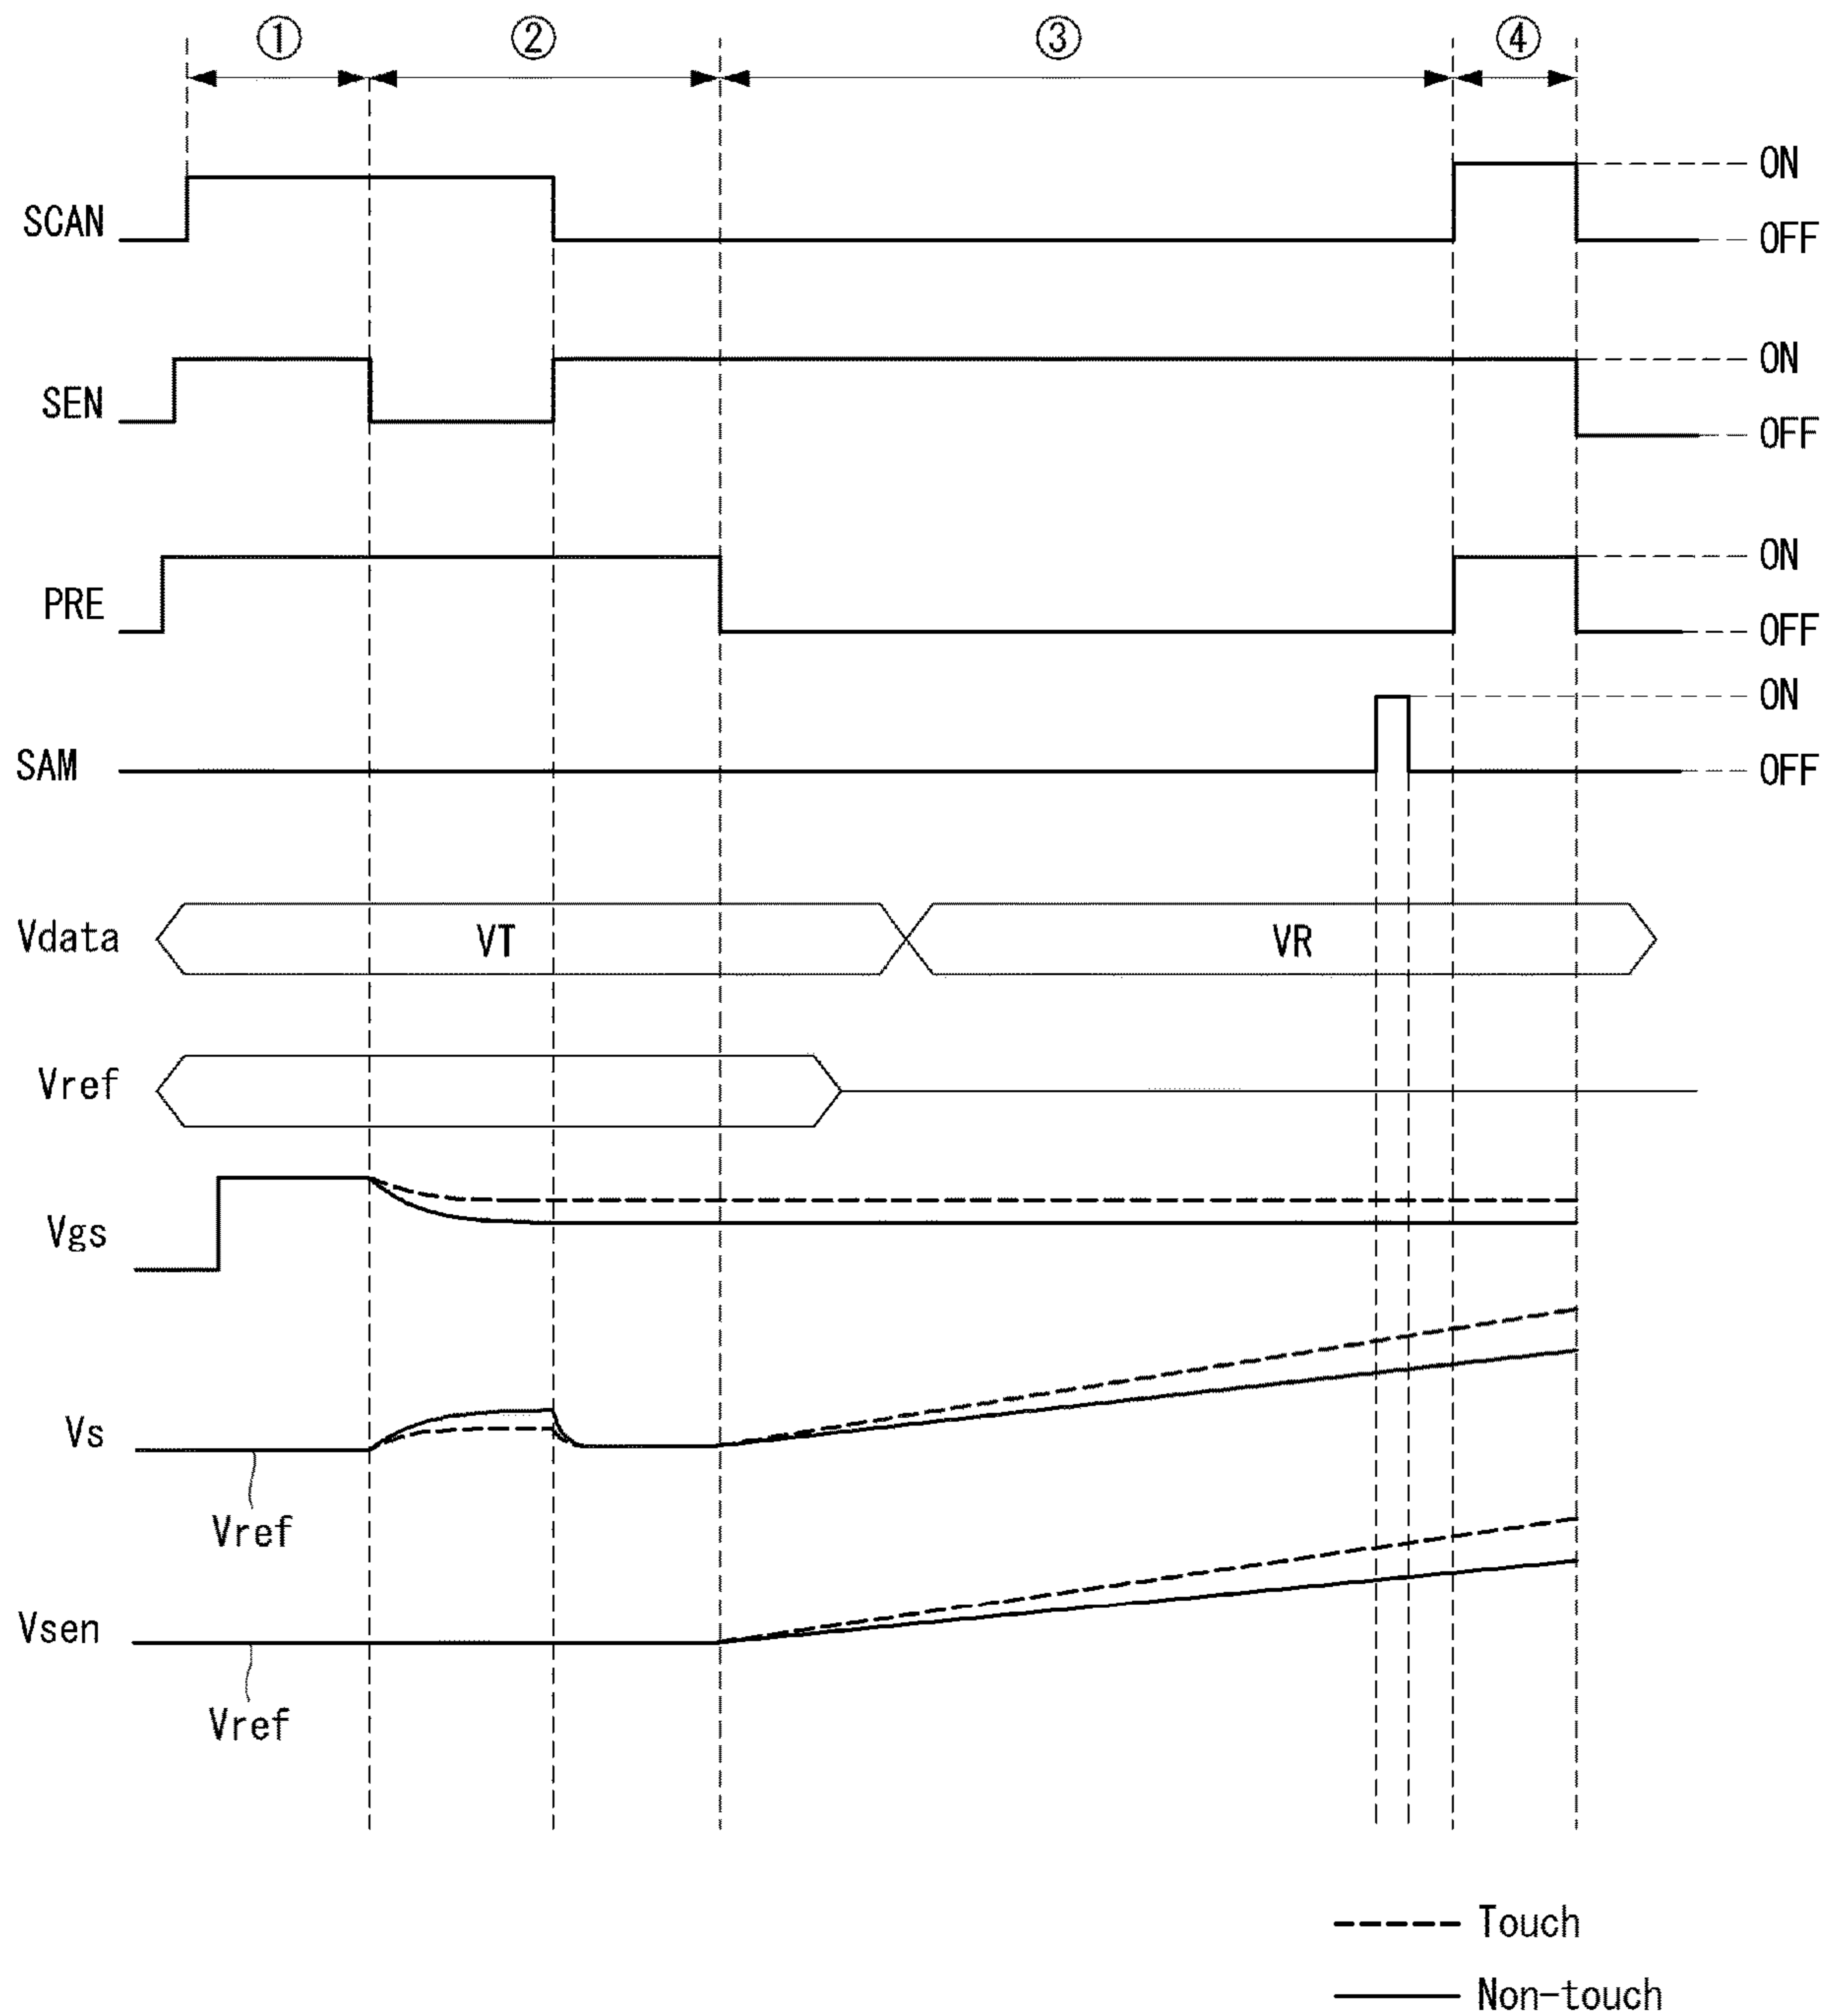 ① ② ③ ④
ON
SCAN
OFF
ON
SEN
OFF
ON
PRE
OFF
ON
SAM
OFF
Vdata
VT
VR
Vref
Vgs
Vs
Vref
Vsen
Vref
Touch
Non-touch